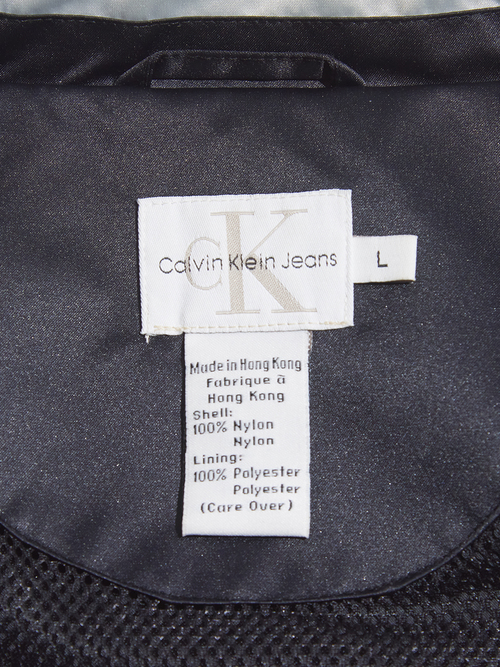 cK
Calvin Klein Jeans
L
Made in Hong Kong
Fabrique à
Hong Kong
Shell:
100% Nylon
Nylon
Lining:
100% Polyester
Polyester
(Care Over)